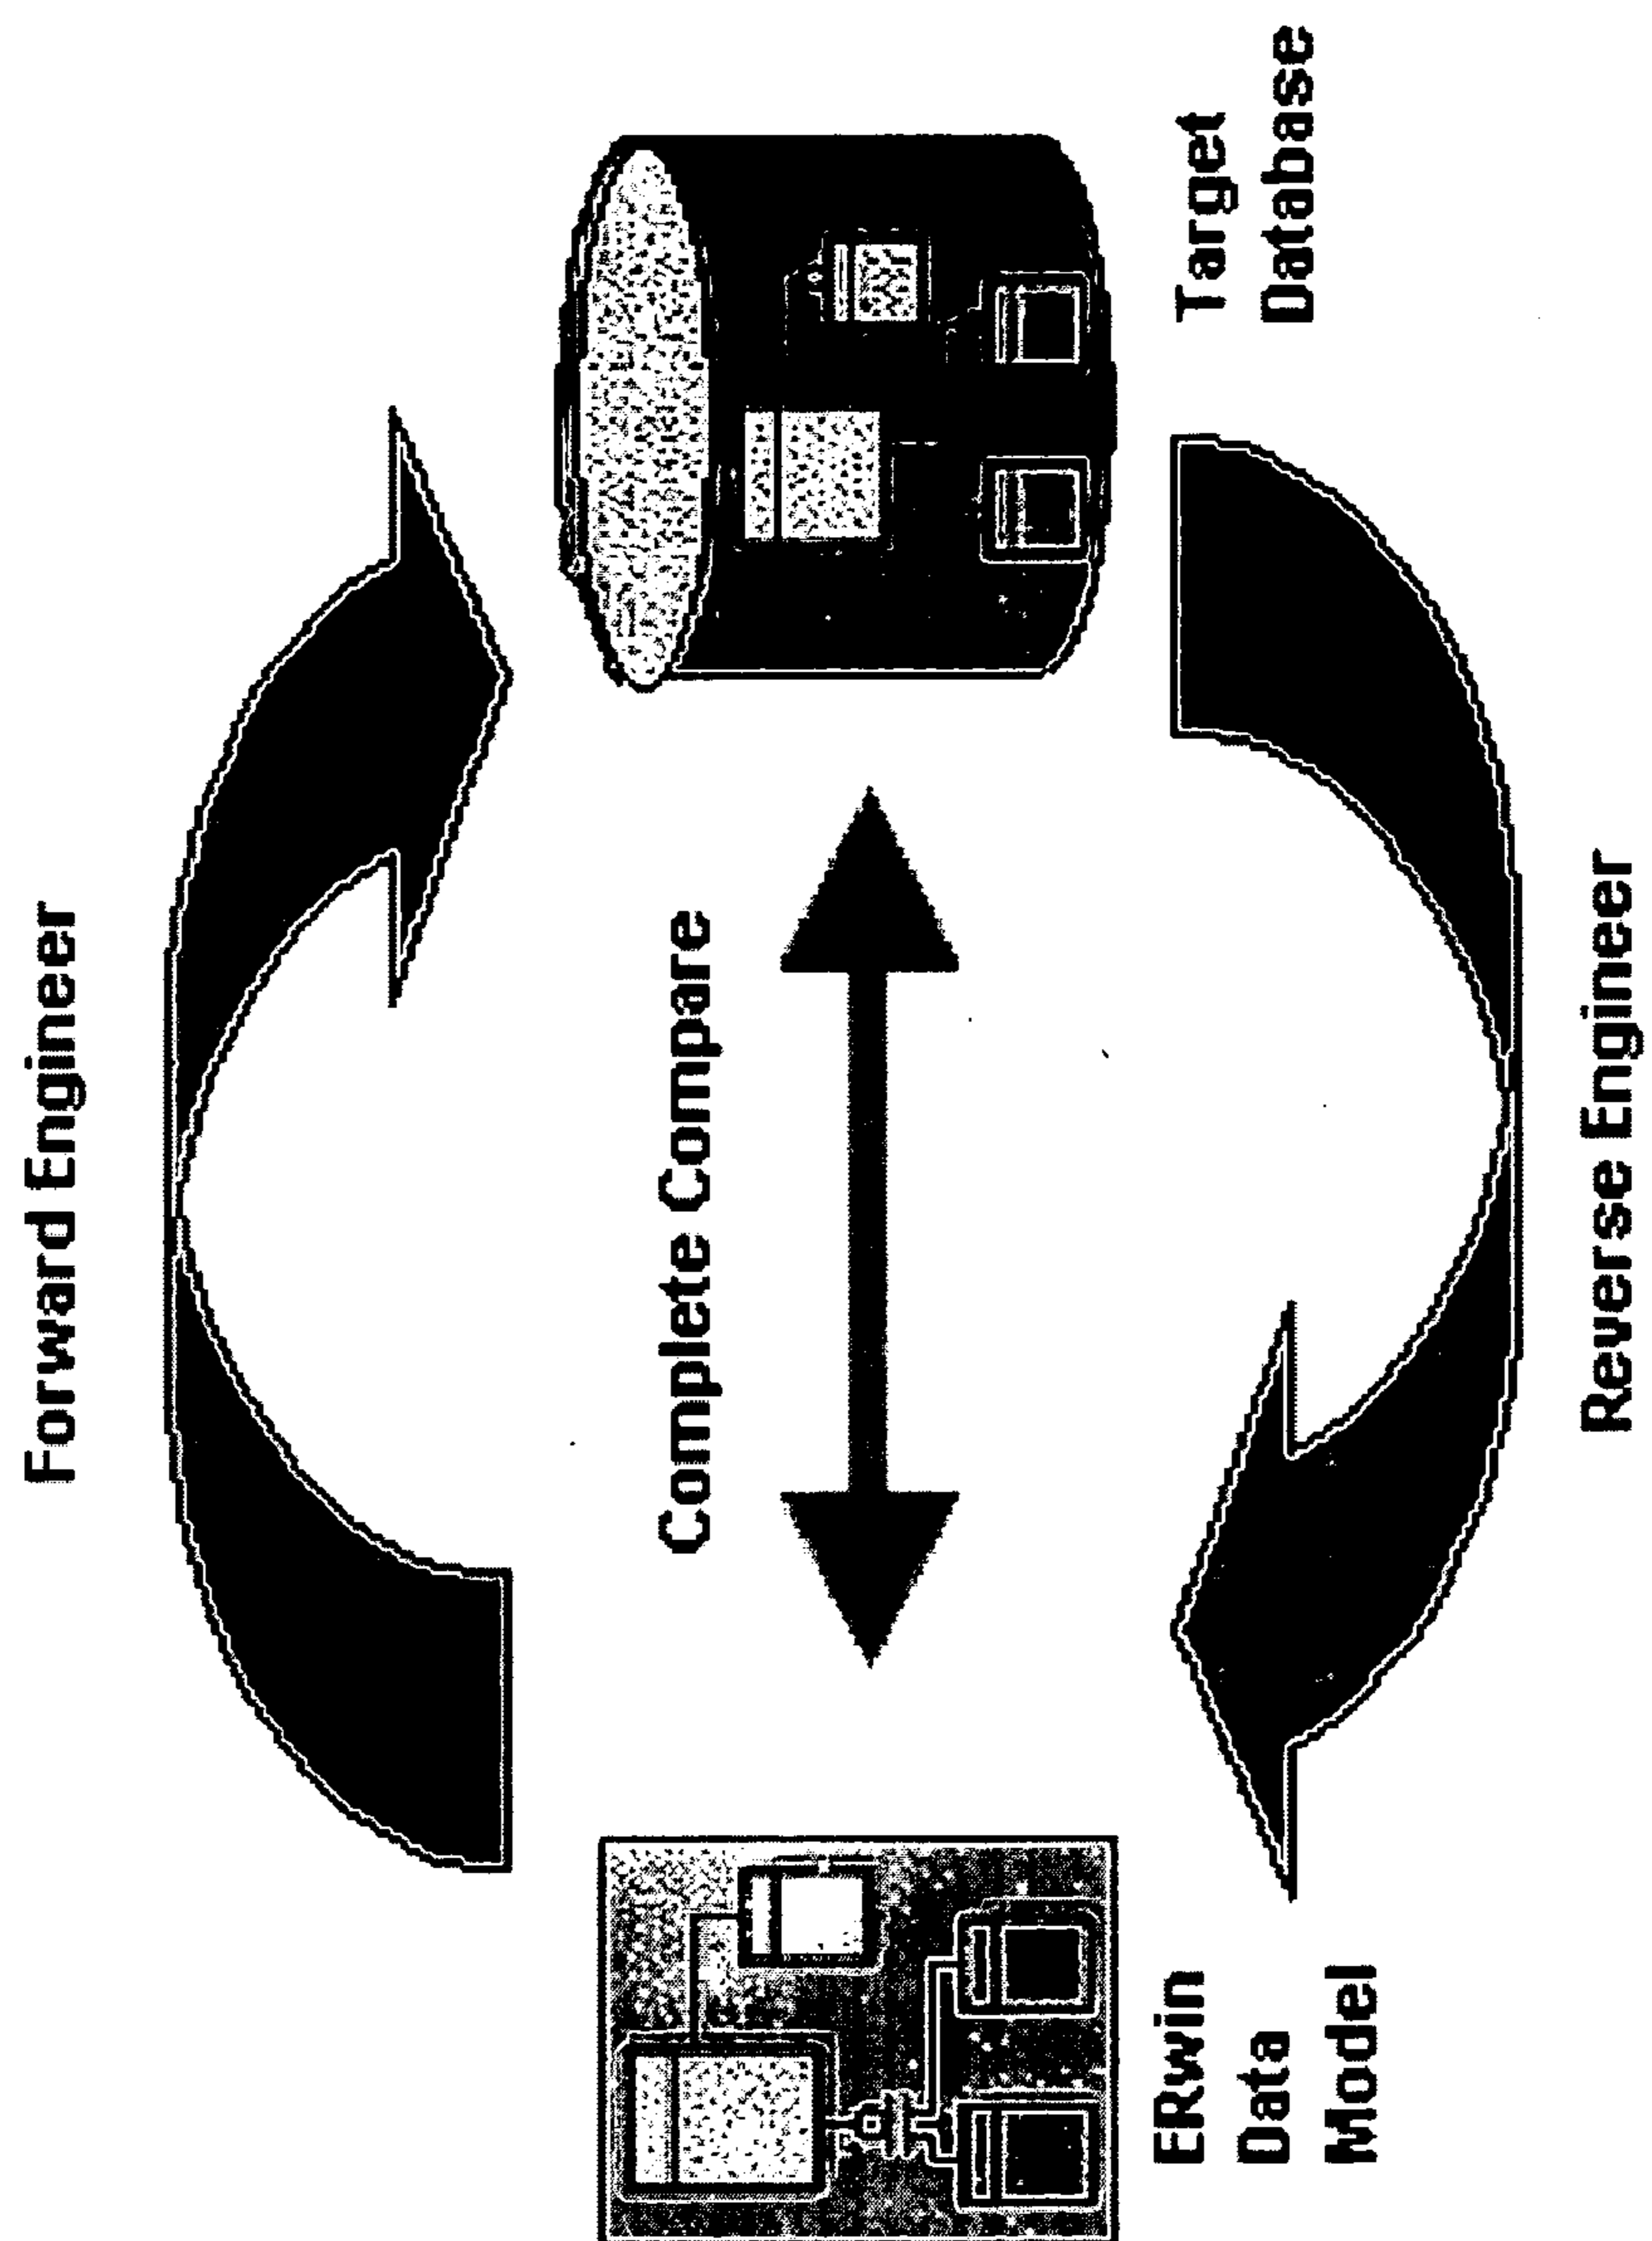 Forward Engineer
Complete Compare
Target
Database
ERwin
Data
Model
Reverse Engineer